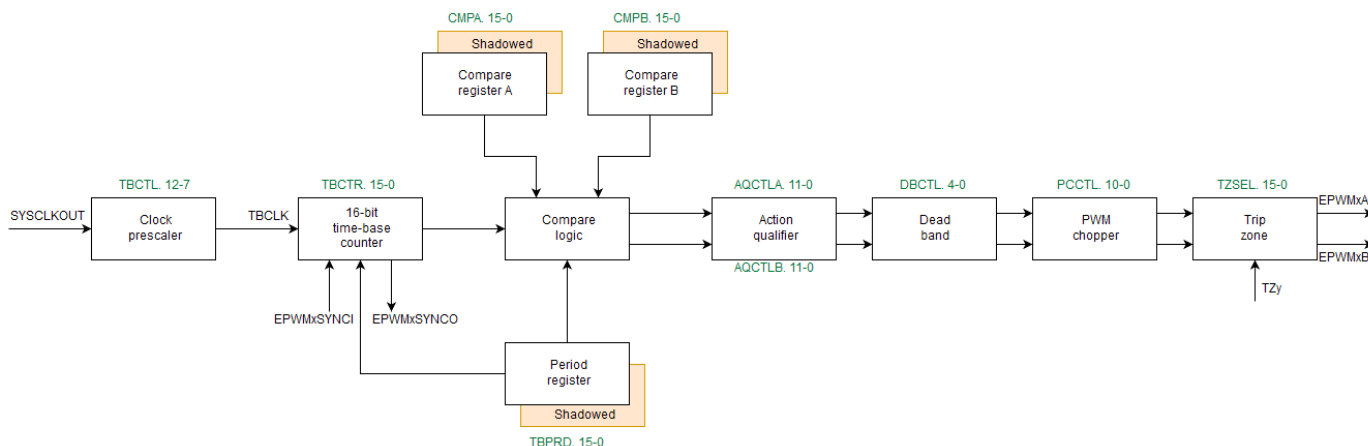 CMPA. 15-0
CMPB. 15-0
Shadowed
Shadowed
Compare
register A
Compare
register B
TBCTL. 12-7
TBCTR. 15-0
AQCTLA. 11-0
DBCTL. 4-0
PCCTL. 10-0
TZSEL. 15-0
SYSCLKOUT
Clock
prescaler
TBCLK
16-bit
time-base
counter
Compare
logic
Action
qualifier
Dead
band
PWM
chopper
Trip
zone
EPWMxA
EPWMxB
AQCTLB. 11-0
TZy
EPWMxSYNCI
EPWMxSYNCO
Period
register
Shadowed
TBPRD. 15-0